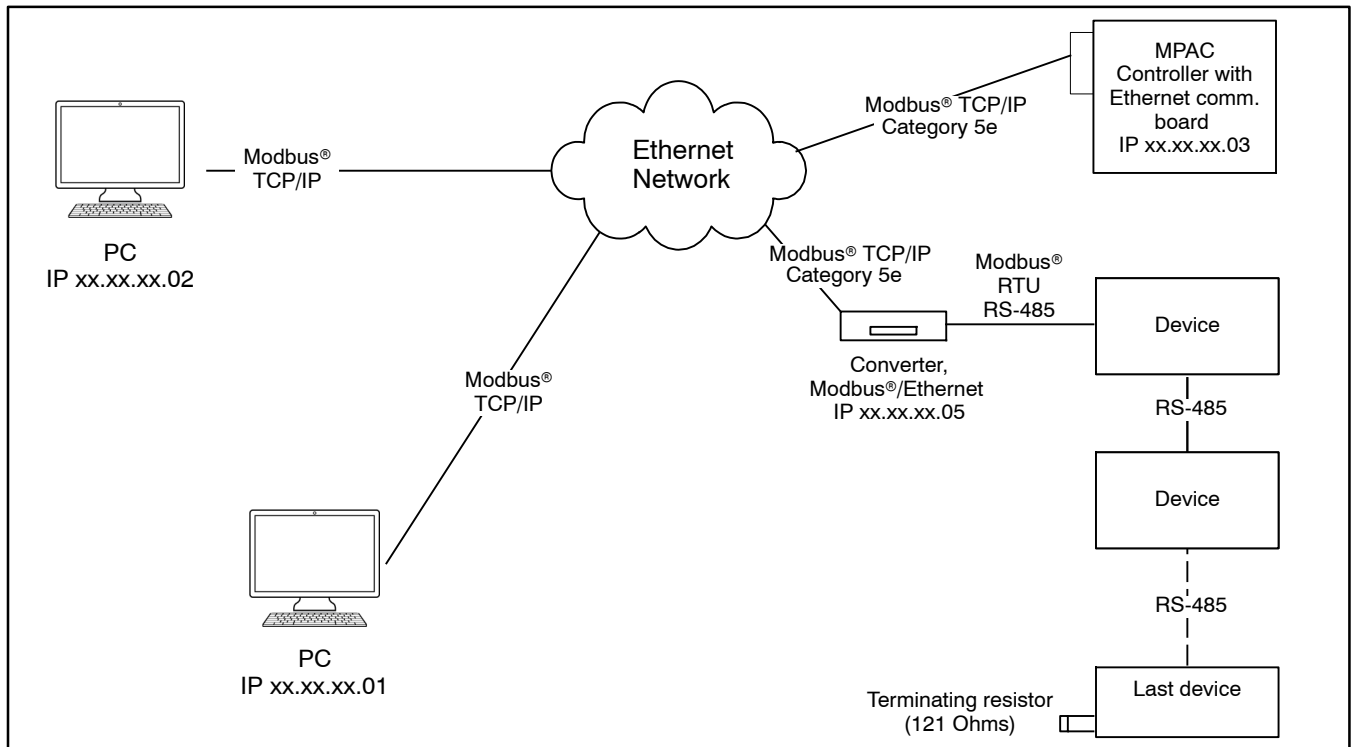 MPAC
Controller with
Ethernet comm.
board
IP xx.xx.xx.03
Modbus® TCP/IP
Category 5e
Ethernet
Network
Modbus®
TCP/IP
PC
IP xx.xx.xx.02
Modbus® TCP/IP
Category 5e
Modbus®
RTU
RS-485
Device
Converter,
Modbus®/Ethernet
IP xx.xx.xx.05
Modbus®
TCP/IP
RS-485
Device
RS-485
PC
IP xx.xx.xx.01
Terminating resistor
(121 Ohms)
Last device